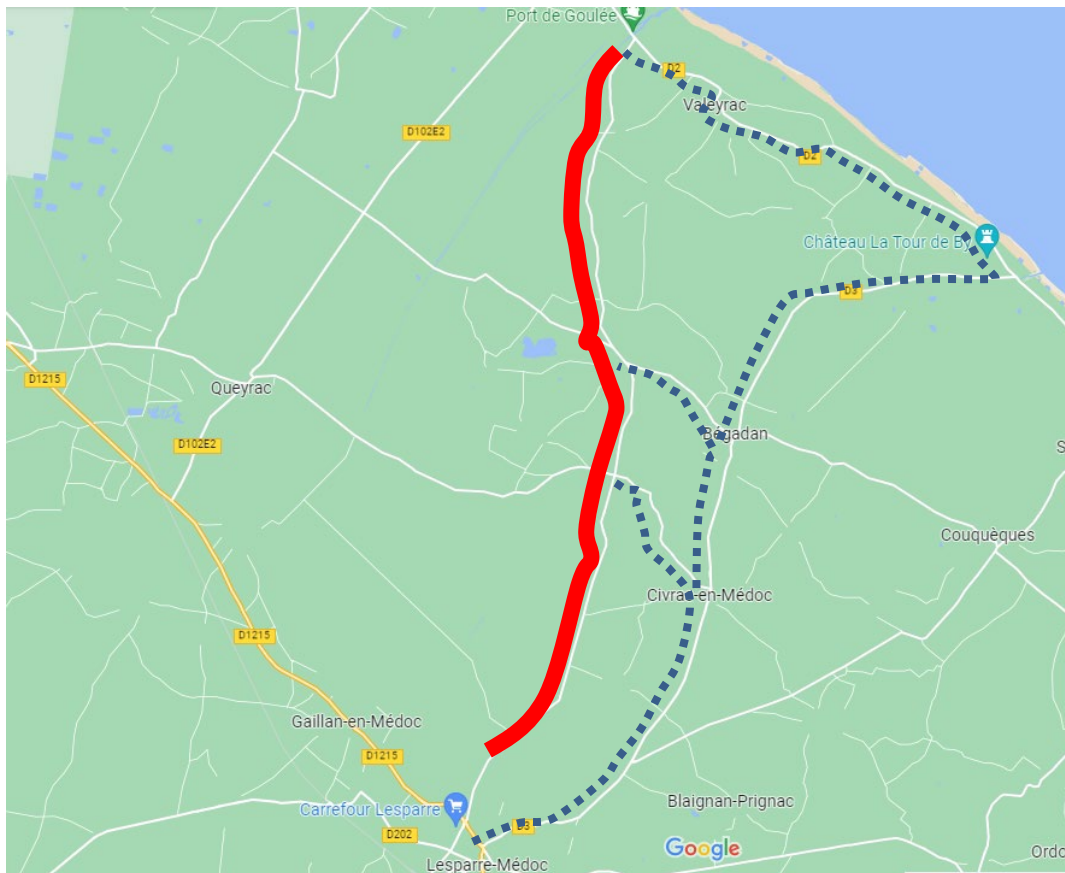 Port de Goulée
D2
Valeyrac
D102E2
D2
Château La Tour de By
D3
D1215
Queyrac
D102E2
Bégadan
S
Couquèques
Civrac-en-Médoc
D1215
Gaillan-en-Médoc
D1215
Carrefour Lesparre
Blaignan-Prignac
D3
D202
Google
Ordo
Lesparre-Médoc